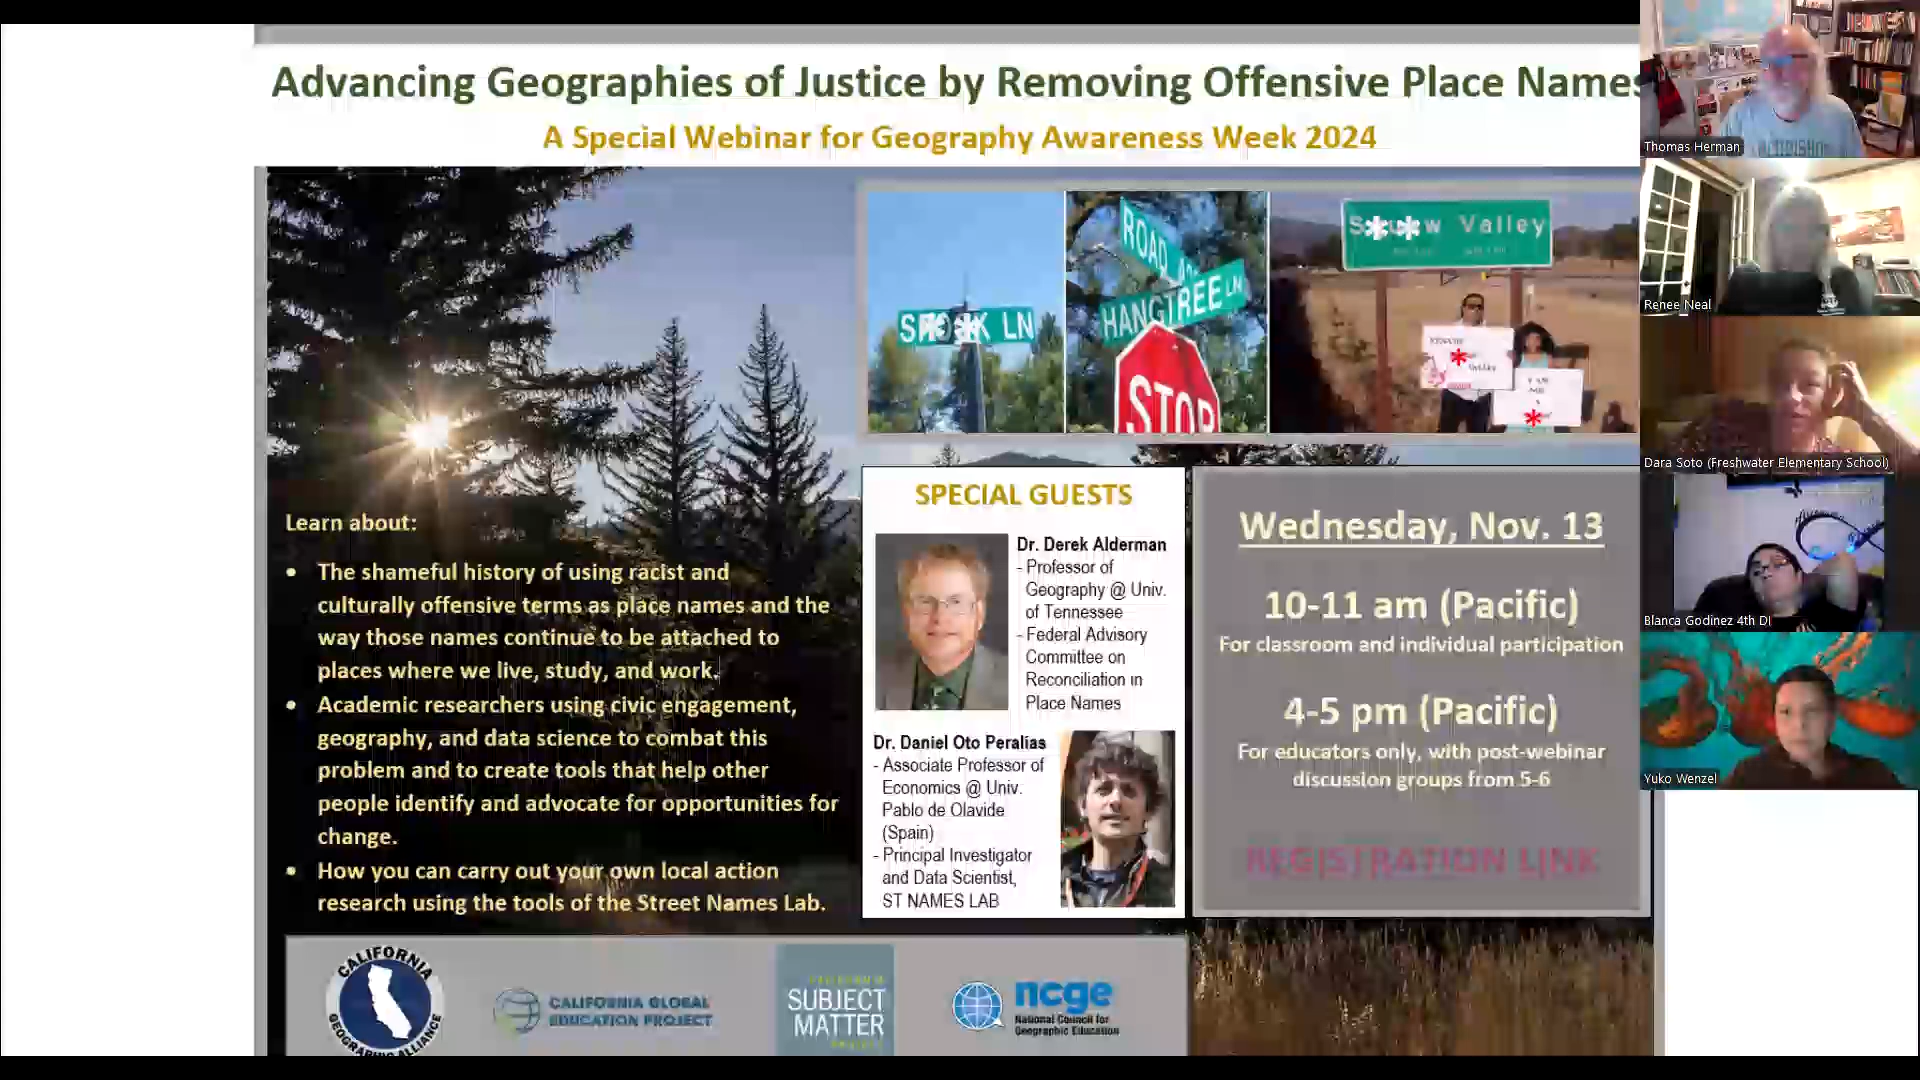 Advancing Geographies of Justice by Removing Offensive Place Names
A Special Webinar for Geography Awareness Week 2024
LN
ROAD
HANGTREE LN
STOP
S**w Valley
Learn about:
• The shameful history of using racist and
culturally offensive terms as place names and the
way those names continue to be attached to
places where we live, study, and work.
• Academic researchers using civic engagement,
geography, and data science to combat this
problem and to create tools that help other
people identify and advocate for opportunities for
change.
• How you can carry out your own local action
research using the tools of the Street Names Lab.
SPECIAL GUESTS
Dr. Derek Alderman
- Professor of
Geography @ Univ.
of Tennessee
- Federal Advisory
Committee on
Reconciliation in
Place Names
Dr. Daniel Oto Peralias
- Associate Professor of
Economics @ Univ.
Pablo de Olavide
(Spain)
- Principal Investigator
and Data Scientist,
ST NAMES LAB
Wednesday, Nov. 13
10-11 am (Pacific)
For classroom and individual participation
4-5 pm (Pacific)
For educators only, with post-webinar
discussion groups from 5-6
REGISTRATION LINK
CALIFORNIA
GEOGRAPHIC ALLIANCE
CALIFORNIA GLOBAL
EDUCATION PROJECT
SUBJECT
MATTER
ncge
National Council for
Geographic Education
Thomas Herman
Renee Neal
Dara Soto (Freshwater Elementary School)
Blanca Godinez 4th DI
Yuko Wenzel